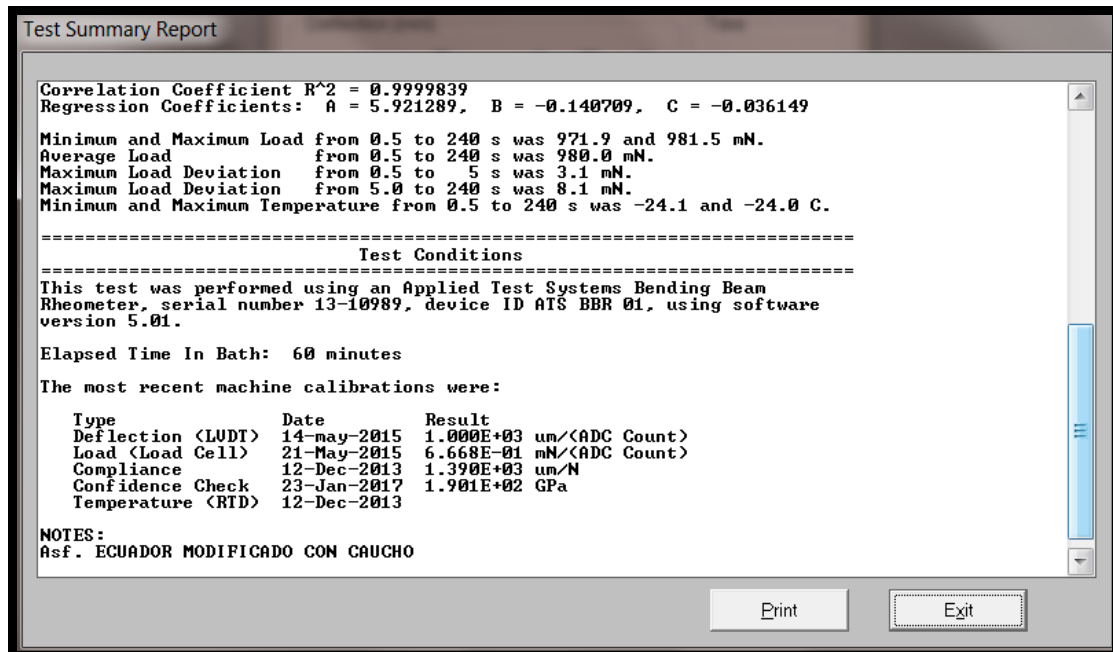 Test Summary Report
Correlation Coefficient R^2 = 0.9999839
Regression Coefficients:  A = 5.921289,  B = -0.140709,  C = -0.036149
Minimum and Maximum Load from 0.5 to 240 s was 971.9 and 981.5 mN.
Average Load             from 0.5 to 240 s was 980.0 mN.
Maximum Load Deviation   from 0.5 to   5 s was 3.1 mN.
Maximum Load Deviation   from 5.0 to 240 s was 8.1 mN.
Minimum and Maximum Temperature from 0.5 to 240 s was -24.1 and -24.0 C.
==========================================================================
Test Conditions
==========================================================================
This test was performed using an Applied Test Systems Bending Beam
Rheometer, serial number 13-10989, device ID ATS BBR 01, using software
version 5.01.
Elapsed Time In Bath:  60 minutes
The most recent machine calibrations were:
Type               Date         Result
Deflection (LVDT)  14-may-2015  1.000E+03 um/(ADC Count)
Load (Load Cell)   21-May-2015  6.668E-01 mN/(ADC Count)
Compliance         12-Dec-2013  1.390E+03 um/N
Confidence Check   23-Jan-2017  1.901E+02 GPa
Temperature (RTD)  12-Dec-2013
NOTES:
Asf. ECUADOR MODIFICADO CON CAUCHO
Print
Exit